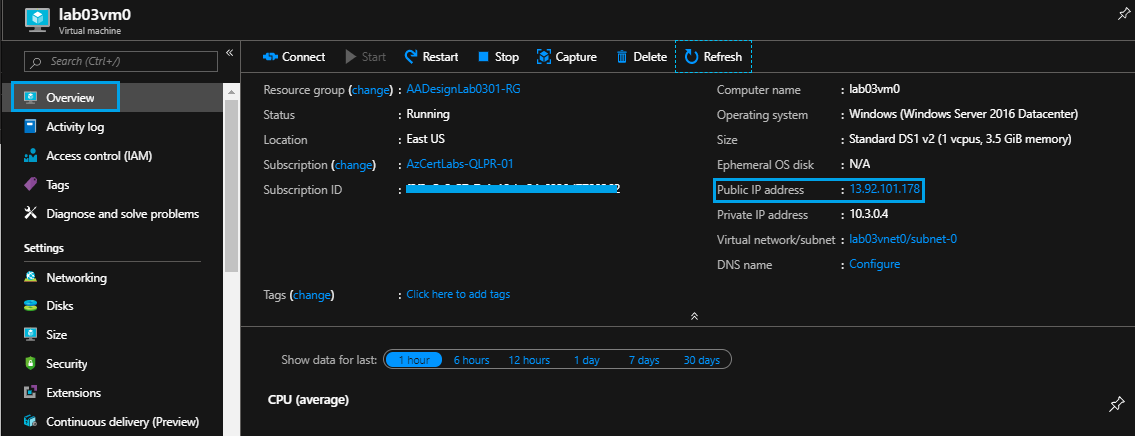 lab03vm0
Virtual machine
Search (Ctrl+/)
«
Overview
Activity log
Access control (IAM)
Tags
Diagnose and solve problems
Settings
Networking
Disks
Size
Security
Extensions
Continuous delivery (Preview)
Connect Start Restart Stop Capture Delete Refresh
Resource group (change) : AADesignLab0301-RG
Status : Running
Location : East US
Subscription (change) : AzCertLabs-QLPR-01
Subscription ID :
Computer name : lab03vm0
Operating system : Windows (Windows Server 2016 Datacenter)
Size : Standard DS1 v2 (1 vcpus, 3.5 GiB memory)
Ephemeral OS disk : N/A
Public IP address : 13.92.101.178
Private IP address : 10.3.0.4
Virtual network/subnet : lab03vnet0/subnet-0
DNS name : Configure
Tags (change) : Click here to add tags
Show data for last: 1 hour 6 hours 12 hours 1 day 7 days 30 days
CPU (average)